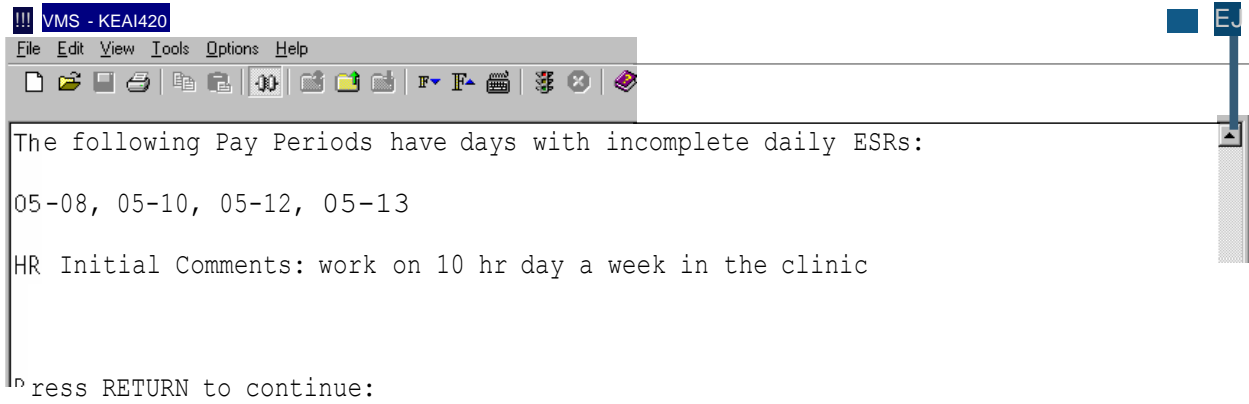 !!! VMS - KEAI420
EJ
File Edit View Tools Options Help
The following Pay Periods have days with incomplete daily ESRs:
05-08, 05-10, 05-12, 05-13
HR Initial Comments: work on 10 hr day a week in the clinic
Press RETURN to continue: